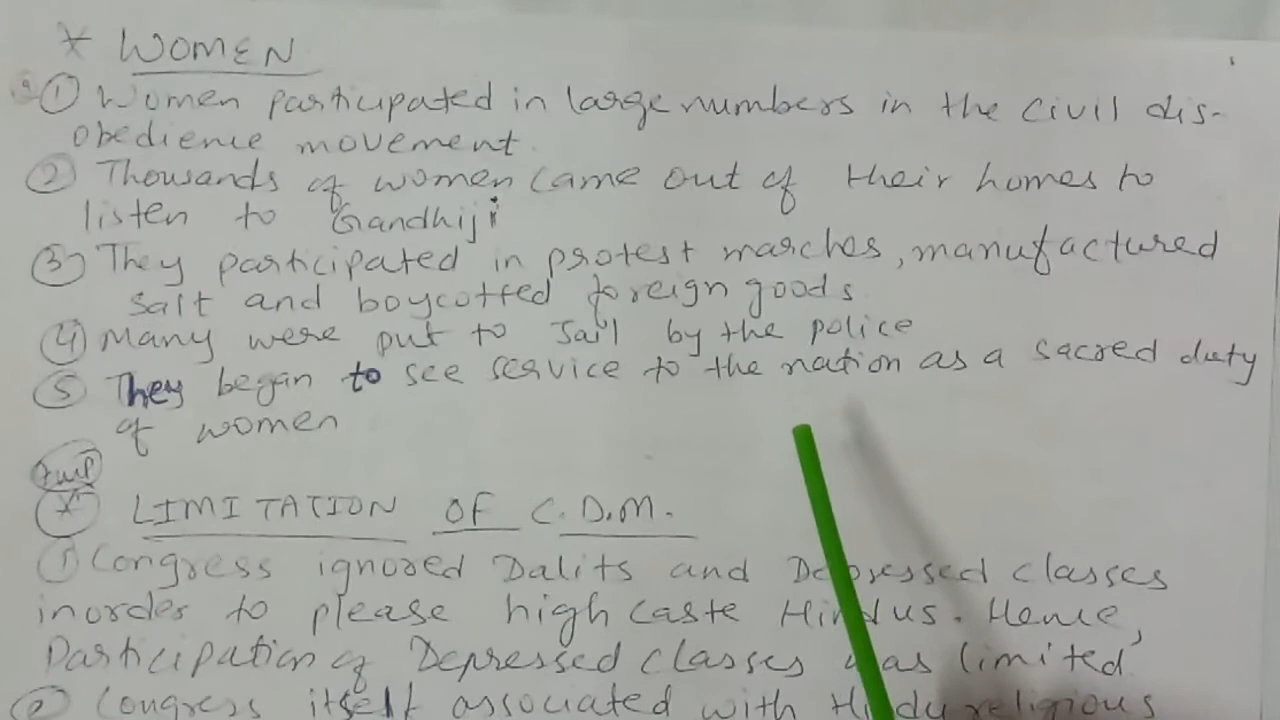 * WOMEN
① Women participated in large numbers in the civil dis-
obedience movement.
② Thousands of women came out of their homes to
listen to Gandhiji
③ They participated in protest marches, manufactured
salt and boycotted foreign goods.
④ Many were put to Jail by the police
⑤ They began to see service to the nation as a sacred duty
of women
Imp
* LIMITATION OF C.D.M.
① Congress ignored Dalits and Depressed classes
inorder to please high caste Hindus. Hence,
Participation of Depressed classes was limited.
② Congress itself associated with Hindu religious